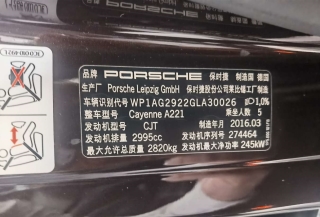 品牌 PORSCHE 保时捷 制造国 德国
生产厂 Porsche Leipzig GmbH 保时捷股份公司莱比锡工厂制造
车辆识别代号 WP1AG2922GLA30026 1,0%
整车型号 Cayenne A221 乘坐人数 5
发动机型号 CJT 制造年月 2016.03
发动机排量 2995cc 发动机序列号 274464
最大允许总质量 2820kg 发动机最大净功率 245kW